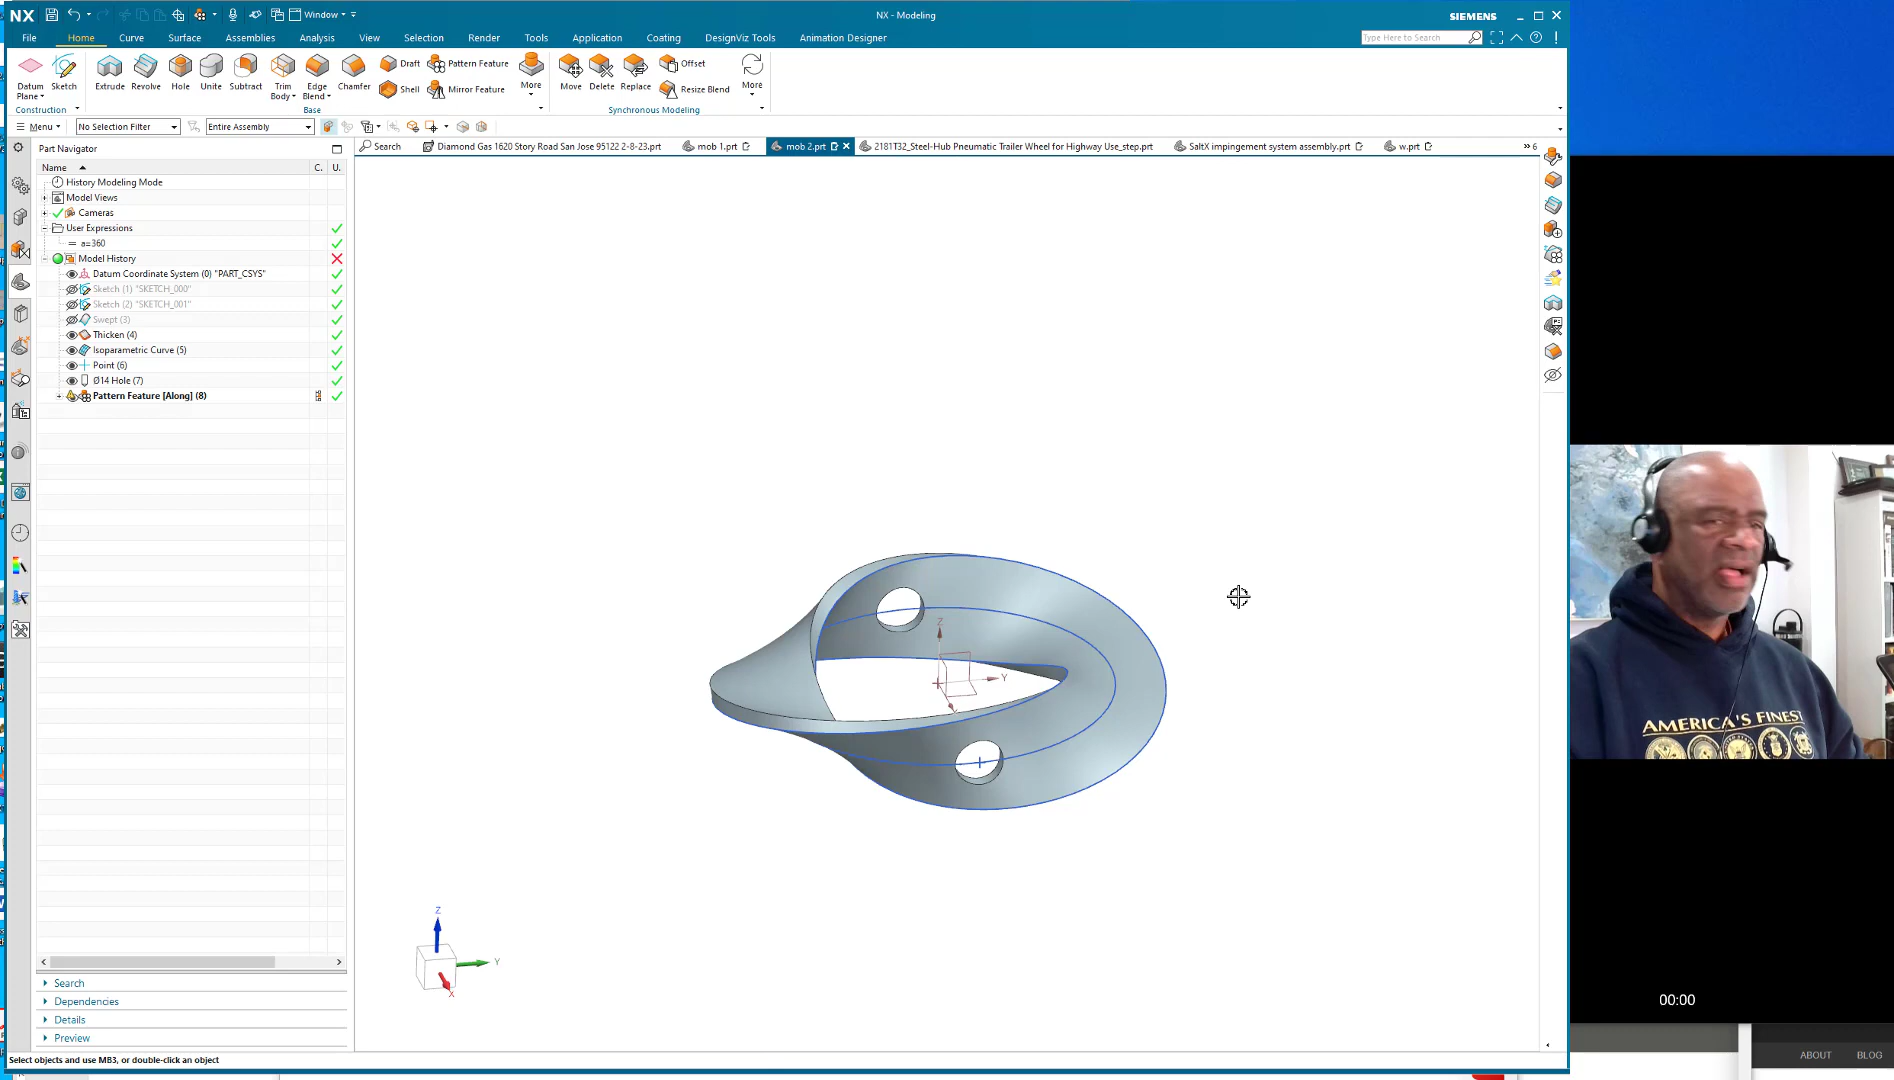 NX
Window
NX - Modeling
SIEMENS
File Home Curve Surface Assemblies Analysis View Selection Render Tools Application Coating DesignViz Tools Animation Designer
Type Here to Search
Datum Plane
Sketch
Extrude
Revolve
Hole
Unite
Subtract
Trim Body
Edge Blend
Chamfer
Draft
Shell
Pattern Feature
Mirror Feature
More
Move
Delete
Replace
Offset
Resize Blend
More
Construction
Base
Synchronous Modeling
Menu
No Selection Filter
Entire Assembly
Part Navigator
Search
Diamond Gas 1620 Story Road San Jose 95122 2-8-23.prt
mob 1.prt
mob 2.prt
2181T32_Steel-Hub Pneumatic Trailer Wheel for Highway Use_step.prt
SaltX impingement system assembly.prt
w.prt
6
Name C. U.
History Modeling Mode
Model Views
Cameras
User Expressions
a=360
Model History
Datum Coordinate System (0) "PART_CSYS"
Sketch (1) "SKETCH_000"
Sketch (2) "SKETCH_001"
Swept (3)
Thicken (4)
Isoparametric Curve (5)
Point (6)
Ø14 Hole (7)
Pattern Feature [Along] (8)
Z
Y
Z
Y
X
AMERICA'S FINEST
00:00
Search
Dependencies
Details
Preview
ABOUT BLOG
Select objects and use MB3, or double-click an object